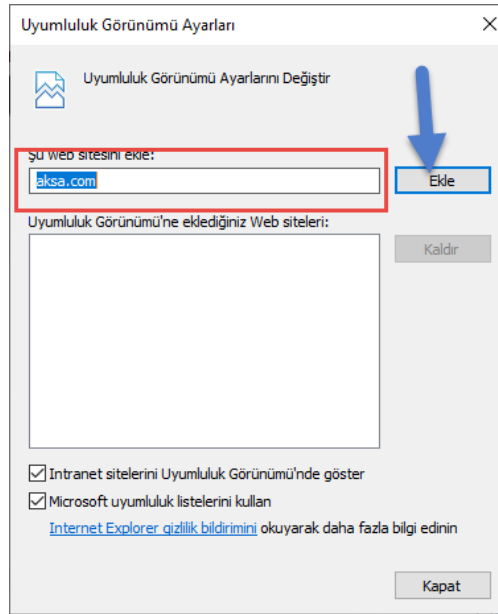 Uyumluluk Görünümü Ayarları
Uyumluluk Görünümü Ayarlarını Değiştir
Şu web sitesini ekle:
aksa.com
Ekle
Uyumluluk Görünümü'ne eklediğiniz Web siteleri:
Kaldır
Intranet sitelerini Uyumluluk Görünümü'nde göster
Microsoft uyumluluk listelerini kullan
Internet Explorer gizlilik bildirimini okuyarak daha fazla bilgi edinin
Kapat